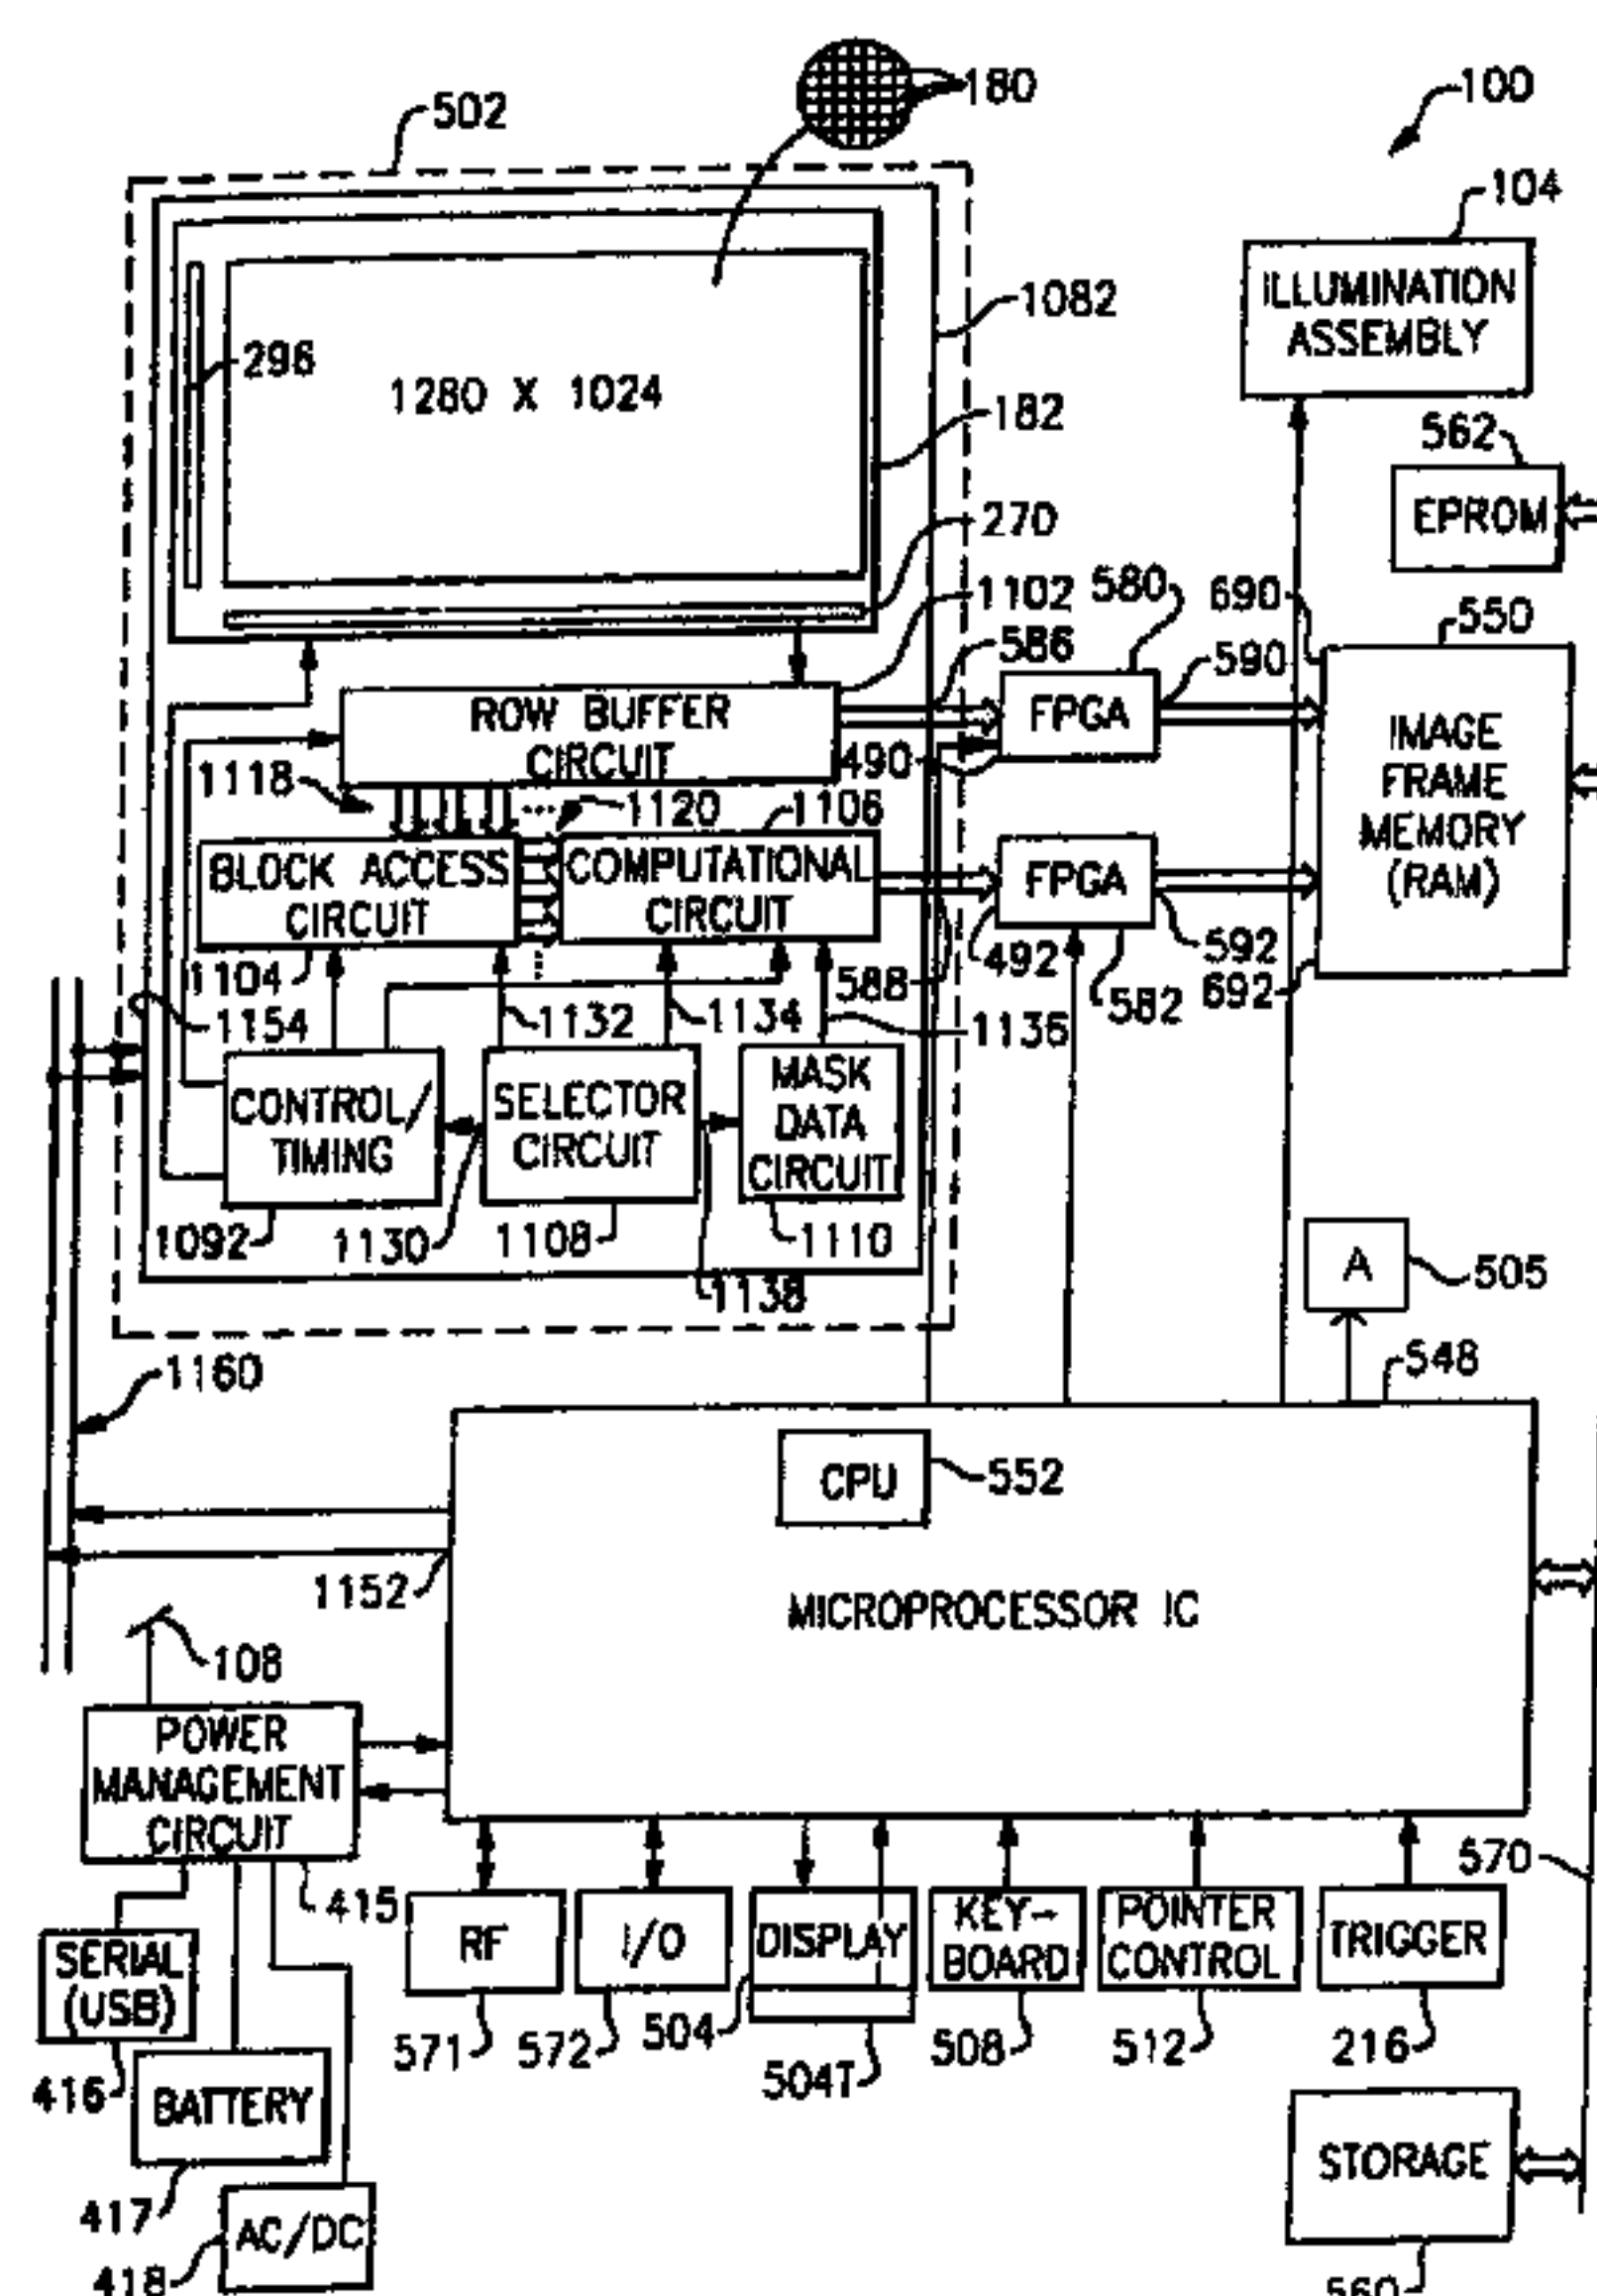 180
100
502
104
ILLUMINATION
ASSEMBLY
1082
296
1280 X 1024
182
562
EPROM
270
1102
580
690
550
586
590
ROW BUFFER
CIRCUIT
FPGA
IMAGE
FRAME
MEMORY
(RAM)
490
1118
1120
1106
BLOCK ACCESS
CIRCUIT
COMPUTATIONAL
CIRCUIT
FPGA
1104
588
492
592
582
692
1154
1132
1134
1136
CONTROL/
TIMING
SELECTOR
CIRCUIT
MASK
DATA
CIRCUIT
1092
1130
1108
1110
1138
A
505
1160
548
CPU
552
1152
MICROPROCESSOR IC
108
POWER
MANAGEMENT
CIRCUIT
415
570
SERIAL
(USB)
RF
I/O
DISPLAY
KEY-
BOARD
POINTER
CONTROL
TRIGGER
416
571
572
504
504T
508
512
216
BATTERY
STORAGE
417
AC/DC
418
560